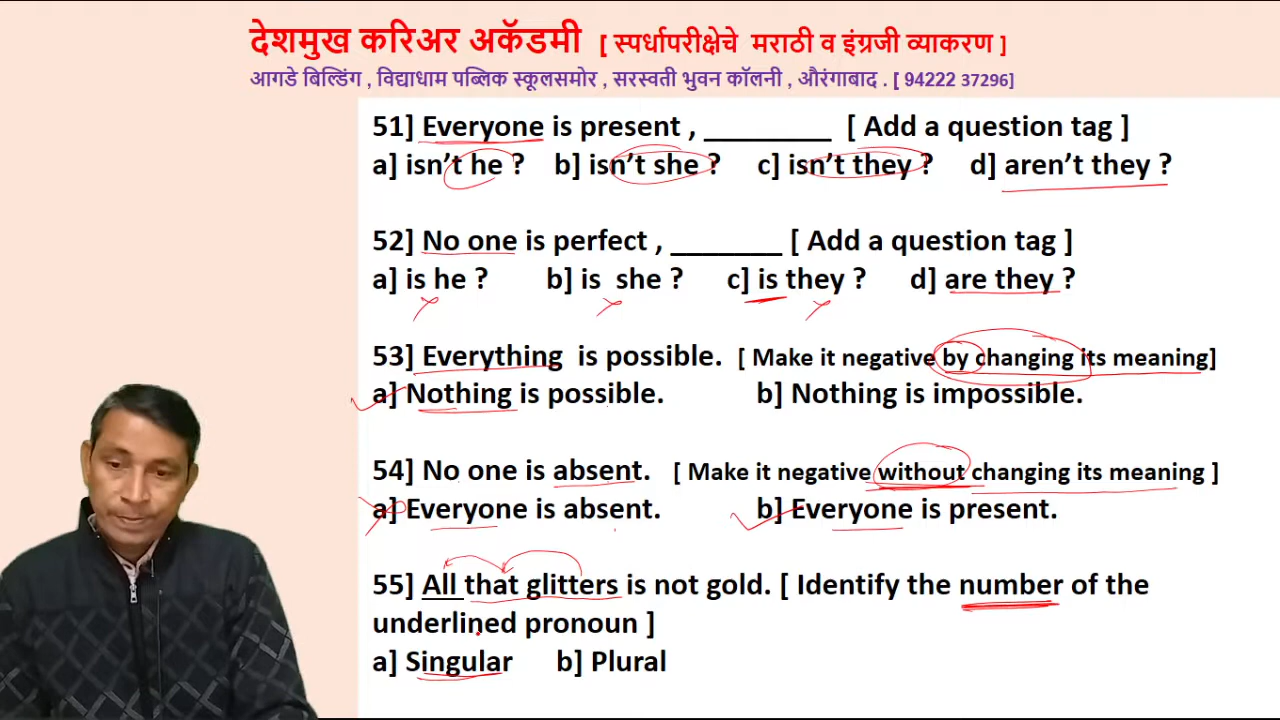 देशमुख करिअर अकॅडमी [ स्पर्धापरीक्षेचे मराठी व इंग्रजी व्याकरण ]
आगडे बिल्डिंग , विद्याधाम पब्लिक स्कूलसमोर , सरस्वती भुवन कॉलनी , औरंगाबाद . [ 94222 37296]
51] Everyone is present , _________ [ Add a question tag ]
a] isn’t he ? b] isn’t she ? c] isn’t they ? d] aren’t they ?
52] No one is perfect , ________ [ Add a question tag ]
a] is he ? b] is she ? c] is they ? d] are they ?
53] Everything is possible. [ Make it negative by changing its meaning]
a] Nothing is possible. b] Nothing is impossible.
54] No one is absent. [ Make it negative without changing its meaning ]
a] Everyone is absent. b] Everyone is present.
55] All that glitters is not gold. [ Identify the number of the
underlined pronoun ]
a] Singular b] Plural